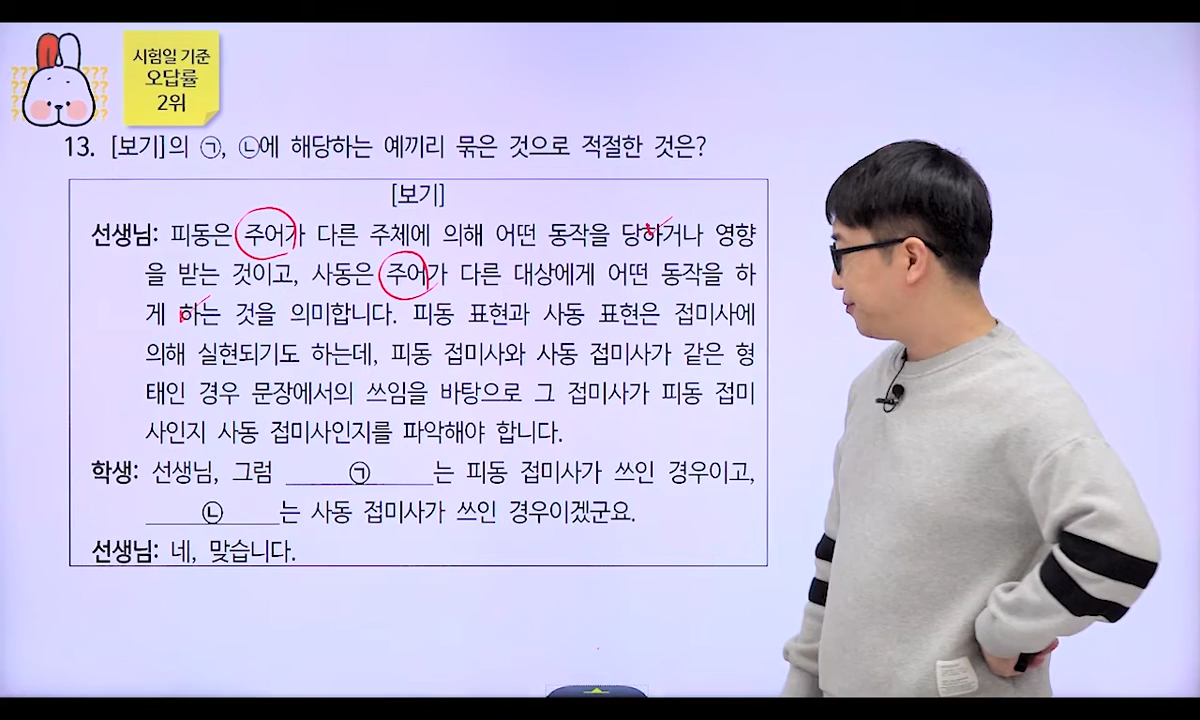 시험일 기준
오답률
2위
13. [보기]의 ㉠, ㉡에 해당하는 예끼리 묶은 것으로 적절한 것은?
[보기]
선생님: 피동은 주어가 다른 주체에 의해 어떤 동작을 당하거나 영향
을 받는 것이고, 사동은 주어가 다른 대상에게 어떤 동작을 하
게 하는 것을 의미합니다. 피동 표현과 사동 표현은 접미사에
의해 실현되기도 하는데, 피동 접미사와 사동 접미사가 같은 형
태인 경우 문장에서의 쓰임을 바탕으로 그 접미사가 피동 접미
사인지 사동 접미사인지를 파악해야 합니다.
학생: 선생님, 그럼 ㉠ 는 피동 접미사가 쓰인 경우이고,
㉡ 는 사동 접미사가 쓰인 경우이겠군요.
선생님: 네, 맞습니다.